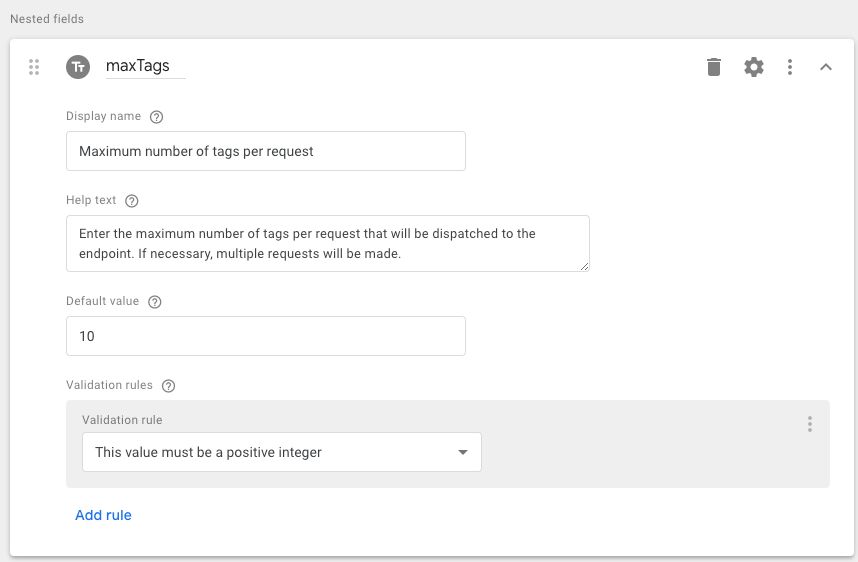 Nested fields
TT maxTags
Display name ?
Maximum number of tags per request
Help text ?
Enter the maximum number of tags per request that will be dispatched to the
endpoint. If necessary, multiple requests will be made.
Default value ?
10
Validation rules ?
Validation rule
This value must be a positive integer
Add rule